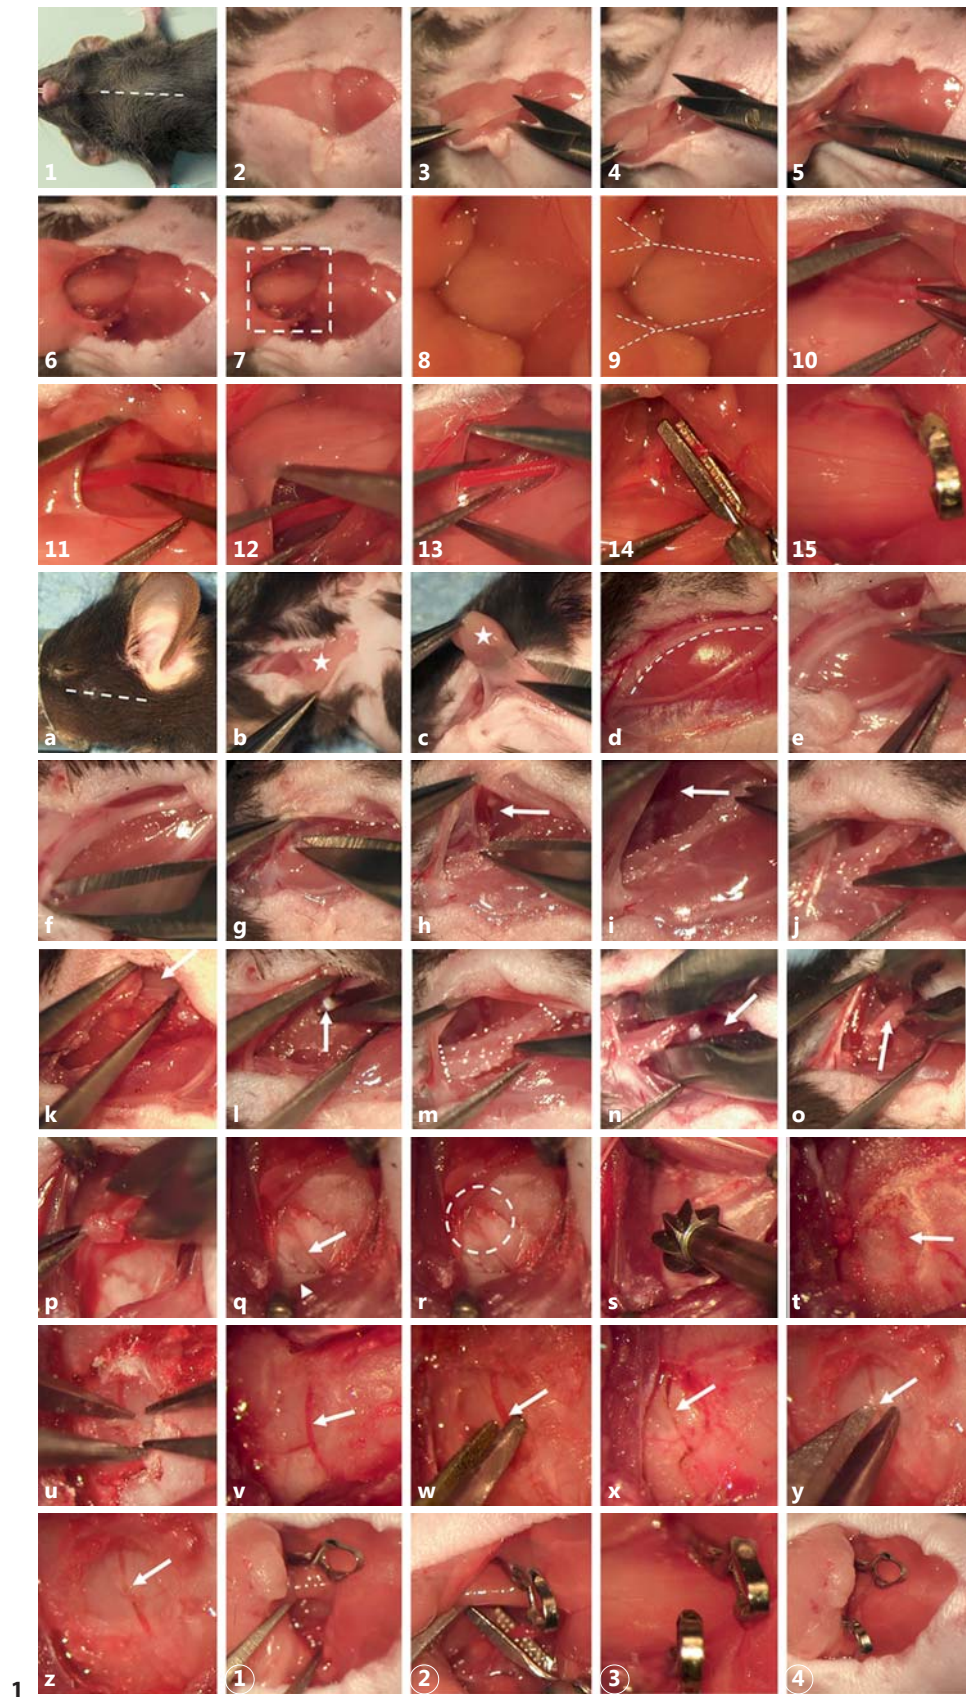 1 2 3 4 5
6 7 8 9 10
11 12 13 14 15
a b c d e
f g h i j
k l m n o
p q r s t
u v w x y
z ① ② ③ ④
1